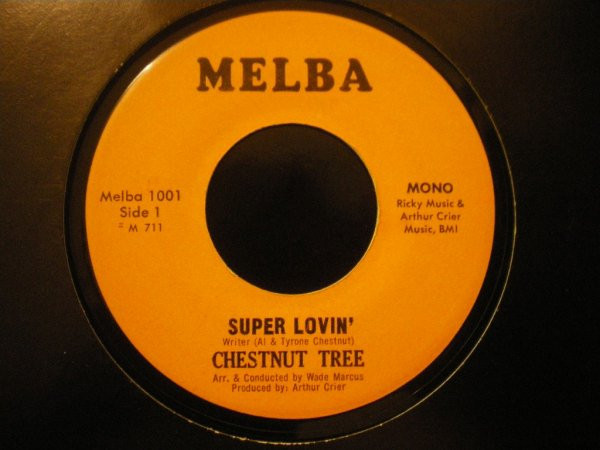 MELBA
Melba 1001
Side 1
M 711
MONO
Ricky Music &
Arthur Crier
Music, BMI
SUPER LOVIN'
Writer (Al & Tyrone Chestnut)
CHESTNUT TREE
Arr. & Conducted by Wade Marcus
Produced by: Arthur Crier